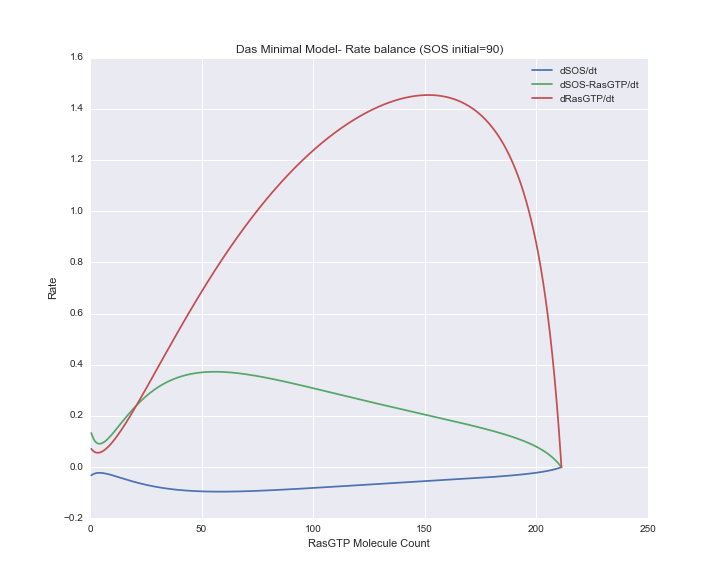 Das Minimal Model- Rate balance (SOS initial=90)
dSOS/dt
dSOS-RasGTP/dt
dRasGTP/dt
1.6
1.4
1.2
1.0
0.8
0.6
0.4
0.2
0.0
−0.2
Rate
0 50 100 150 200 250
RasGTP Molecule Count